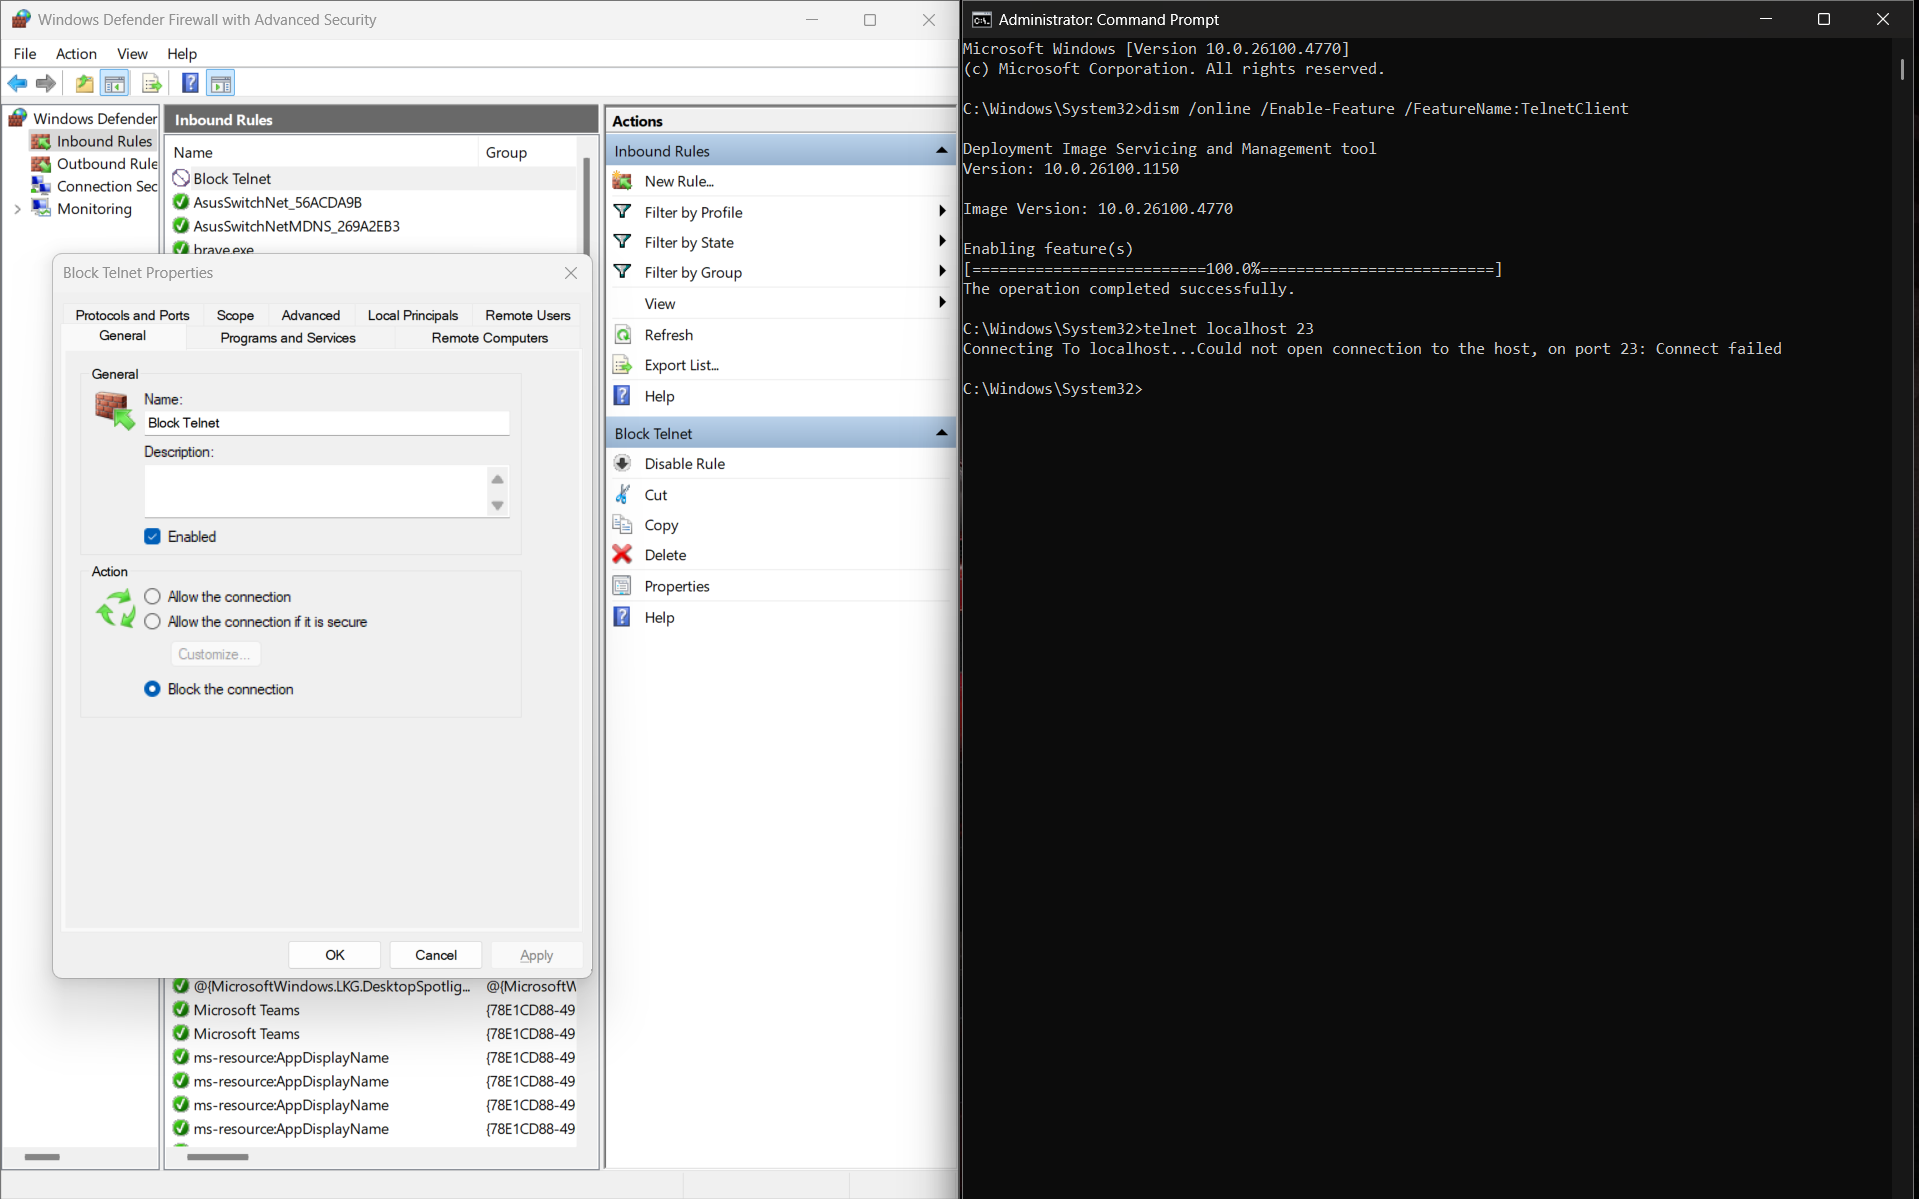 Windows Defender Firewall with Advanced Security
File Action View Help
Windows Defender
Inbound Rules
Outbound Rule
Connection Sec
Monitoring
Inbound Rules
Name Group
Block Telnet
AsusSwitchNet_56ACDA9B
AsusSwitchNetMDNS_269A2EB3
brave.exe
Block Telnet Properties
Protocols and Ports Scope Advanced Local Principals Remote Users
General Programs and Services Remote Computers
General
Name:
Block Telnet
Description:
Enabled
Action
Allow the connection
Allow the connection if it is secure
Customize...
Block the connection
OK Cancel Apply
@{MicrosoftWindows.LKG.DesktopSpotlig... @{MicrosoftW
Microsoft Teams {78E1CD88-49
Microsoft Teams {78E1CD88-49
ms-resource:AppDisplayName {78E1CD88-49
ms-resource:AppDisplayName {78E1CD88-49
ms-resource:AppDisplayName {78E1CD88-49
ms-resource:AppDisplayName {78E1CD88-49
Actions
Inbound Rules
New Rule...
Filter by Profile
Filter by State
Filter by Group
View
Refresh
Export List...
Help
Block Telnet
Disable Rule
Cut
Copy
Delete
Properties
Help
Administrator: Command Prompt
Microsoft Windows [Version 10.0.26100.4770]
(c) Microsoft Corporation. All rights reserved.
C:\Windows\System32>dism /online /Enable-Feature /FeatureName:TelnetClient
Deployment Image Servicing and Management tool
Version: 10.0.26100.1150
Image Version: 10.0.26100.4770
Enabling feature(s)
[==========================100.0%==========================]
The operation completed successfully.
C:\Windows\System32>telnet localhost 23
Connecting To localhost...Could not open connection to the host, on port 23: Connect failed
C:\Windows\System32>